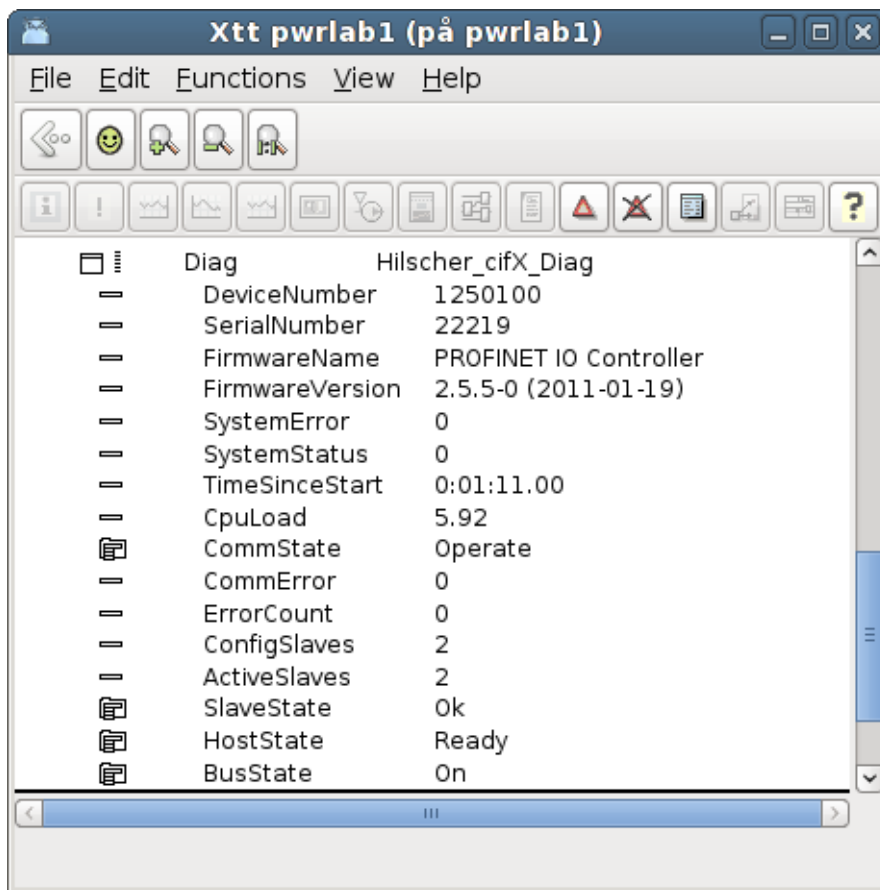 Xtt pwrlab1 (på pwrlab1)
File Edit Functions View Help
Diag Hilscher_cifX_Diag
DeviceNumber 1250100
SerialNumber 22219
FirmwareName PROFINET IO Controller
FirmwareVersion 2.5.5-0 (2011-01-19)
SystemError 0
SystemStatus 0
TimeSinceStart 0:01:11.00
CpuLoad 5.92
CommState Operate
CommError 0
ErrorCount 0
ConfigSlaves 2
ActiveSlaves 2
SlaveState Ok
HostState Ready
BusState On